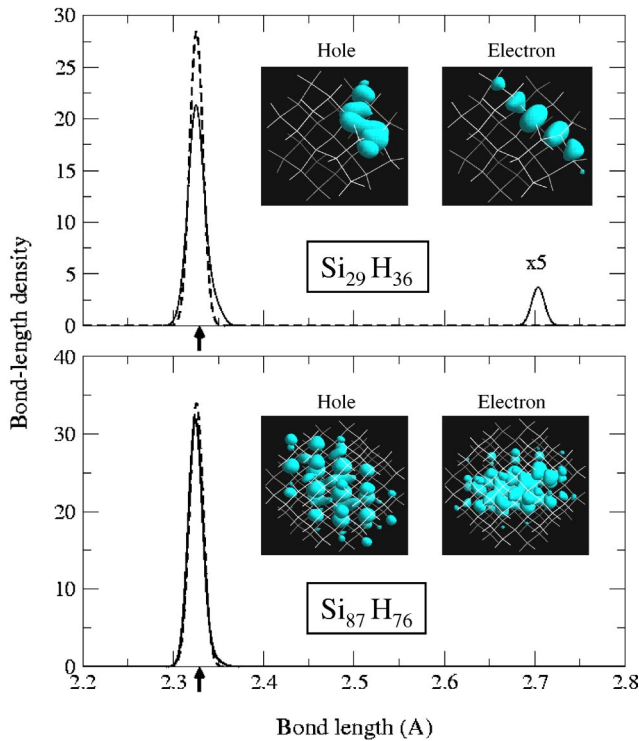 30
25
20
15
10
5
0
Hole Electron
Si29H36
x5
Bond-length density
40
30
20
10
0
Hole Electron
Si87H76
2.2 2.3 2.4 2.5 2.6 2.7 2.8
Bond length (A)